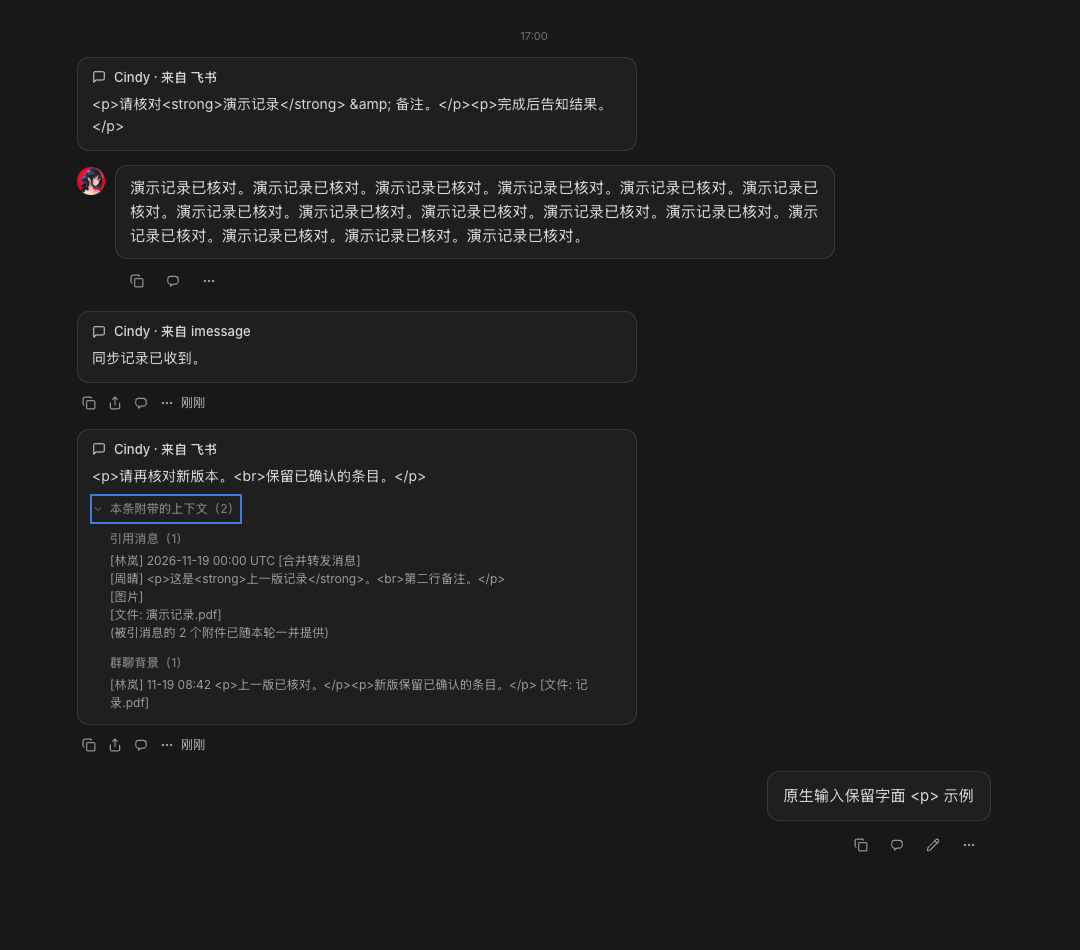 17:00
Cindy · 来自 飞书
<p>请核对<strong>演示记录</strong> &amp; 备注。</p><p>完成后告知结果。
</p>
演示记录已核对。演示记录已核对。演示记录已核对。演示记录已核对。演示记录已核对。演示记录已
核对。演示记录已核对。演示记录已核对。演示记录已核对。演示记录已核对。演示记录已核对。演示
记录已核对。演示记录已核对。演示记录已核对。演示记录已核对。
Cindy · 来自 imessage
同步记录已收到。
刚刚
Cindy · 来自 飞书
<p>请再核对新版本。<br>保留已确认的条目。</p>
本条附带的上下文（2）
引用消息（1）
[林岚] 2026-11-19 00:00 UTC [合并转发消息]
[周晴] <p>这是<strong>上一版记录</strong>。<br>第二行备注。</p>
[图片]
[文件: 演示记录.pdf]
(被引消息的 2 个附件已随本轮一并提供)
群聊背景（1）
[林岚] 11-19 08:42 <p>上一版已核对。</p><p>新版保留已确认的条目。</p> [文件: 记
录.pdf]
刚刚
原生输入保留字面 <p> 示例